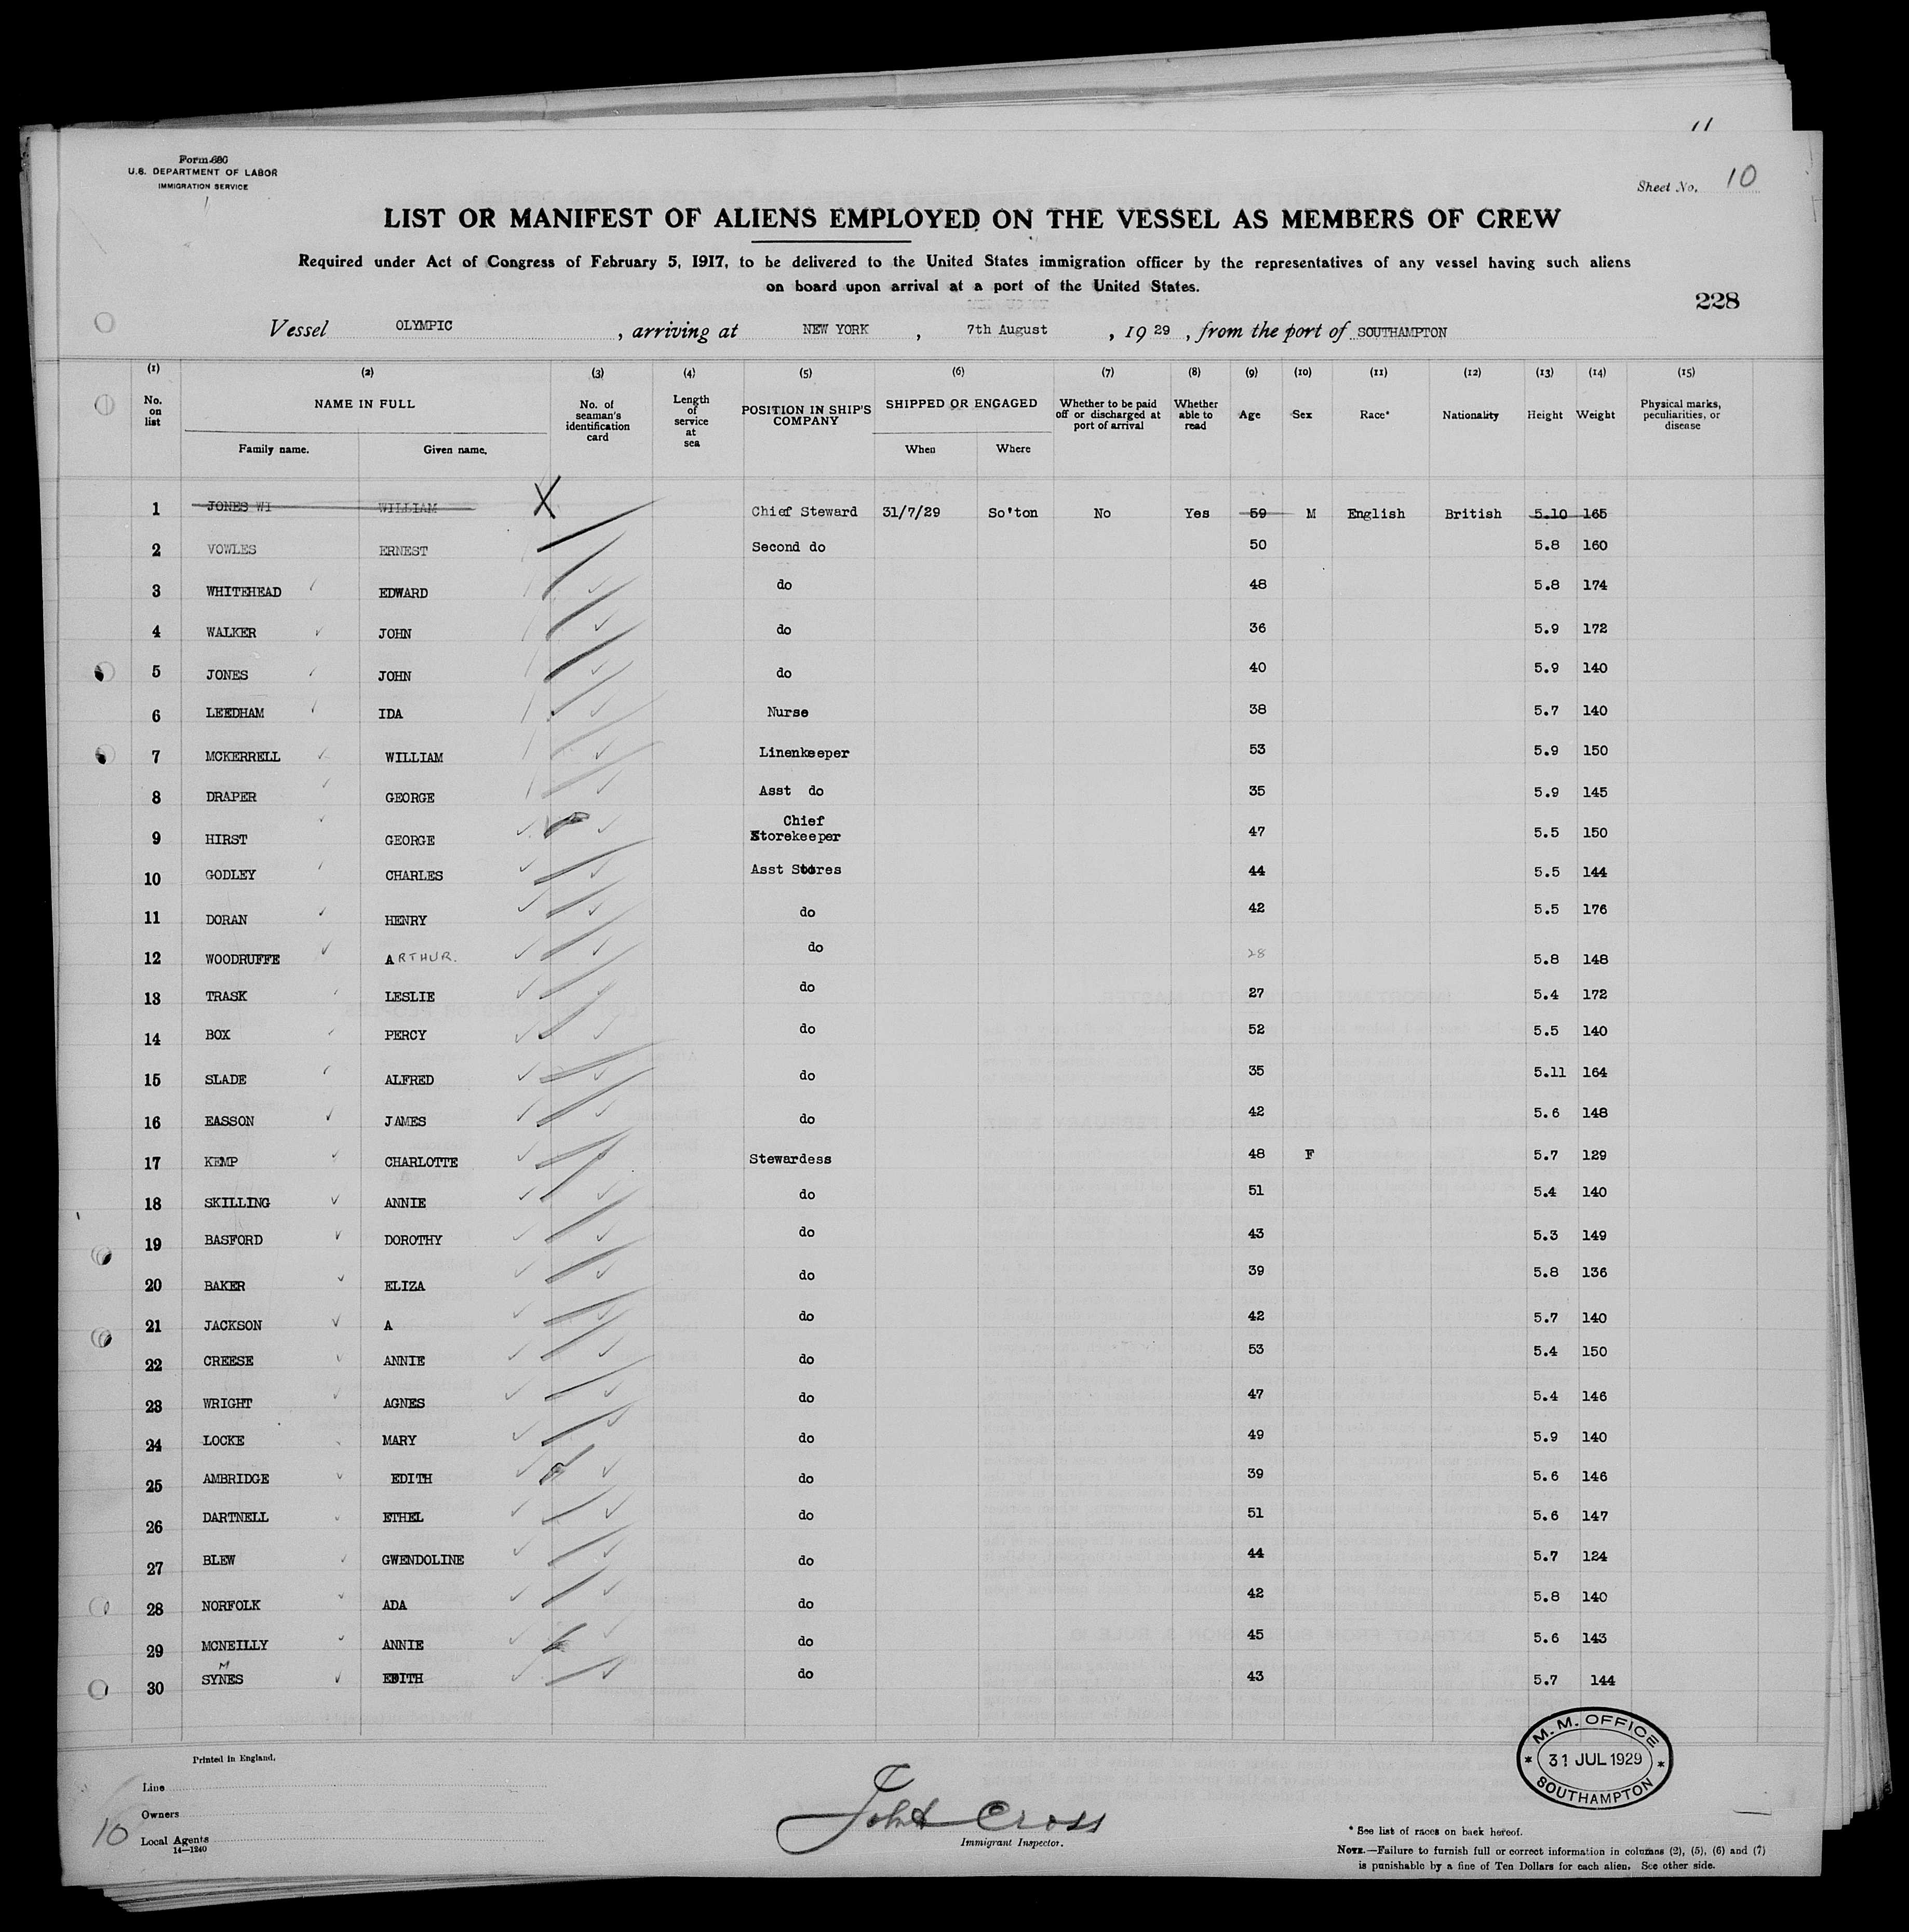 11
Form 680
U.S. DEPARTMENT OF LABOR
IMMIGRATION SERVICE
Sheet No. 10
LIST OR MANIFEST OF ALIENS EMPLOYED ON THE VESSEL AS MEMBERS OF CREW
Required under Act of Congress of February 5, 1917, to be delivered to the United States immigration officer by the representatives of any vessel having such aliens
on board upon arrival at a port of the United States.
228
Vessel OLYMPIC, arriving at NEW YORK, 7th August, 1929, from the port of SOUTHAMPTON
(1) (2) (3) (4) (5) (6) (7) (8) (9) (10) (11) (12) (13) (14) (15)
No. on list NAME IN FULL No. of seaman's identification card Length of service at sea POSITION IN SHIP'S COMPANY SHIPPED OR ENGAGED Whether to be paid off or discharged at port of arrival Whether able to read Age Sex Race* Nationality Height Weight Physical marks, peculiarities, or disease
Family name. Given name. When Where
1 JONES WI WILLIAM X Chief Steward 31/7/29 So'ton No Yes 59 M English British 5.10 165
2 VOWLES ERNEST Second do 50 5.8 160
3 WHITEHEAD EDWARD do 48 5.8 174
4 WALKER JOHN do 36 5.9 172
5 JONES JOHN do 40 5.9 140
6 LEEDHAM IDA Nurse 38 5.7 140
7 MCKERRELL WILLIAM Linenkeeper 53 5.9 150
8 DRAPER GEORGE Asst do 35 5.9 145
9 HIRST GEORGE Chief Storekeeper 47 5.5 150
10 GODLEY CHARLES Asst Stores 44 5.5 144
11 DORAN HENRY do 42 5.5 176
12 WOODRUFFE ARTHUR. do 28 5.8 148
13 TRASK LESLIE do 27 5.4 172
14 BOX PERCY do 52 5.5 140
15 SLADE ALFRED do 35 5.11 164
16 EASSON JAMES do 42 5.6 148
17 KEMP CHARLOTTE Stewardess 48 F 5.7 129
18 SKILLING ANNIE do 51 5.4 140
19 BASFORD DOROTHY do 43 5.3 149
20 BAKER ELIZA do 39 5.8 136
21 JACKSON A do 42 5.7 140
22 CREESE ANNIE do 53 5.4 150
23 WRIGHT AGNES do 47 5.4 146
24 LOCKE MARY do 49 5.9 140
25 AMBRIDGE EDITH do 39 5.6 146
26 DARTNELL ETHEL do 51 5.6 147
27 BLEW GWENDOLINE do 44 5.7 124
28 NORFOLK ADA do 42 5.8 140
29 MCNEILLY ANNIE do 45 5.6 143
M
30 SYNES EDITH do 43 5.7 144
Printed in England.
Line
Owners
10 Local Agents
14—1240
John Cross
Immigrant Inspector.
M. M. OFFICE
* 31 JUL 1929 *
SOUTHAMPTON
* See list of races on back hereof.
NOTE.—Failure to furnish full or correct information in columns (2), (5), (6) and (7)
is punishable by a fine of Ten Dollars for each alien. See other side.